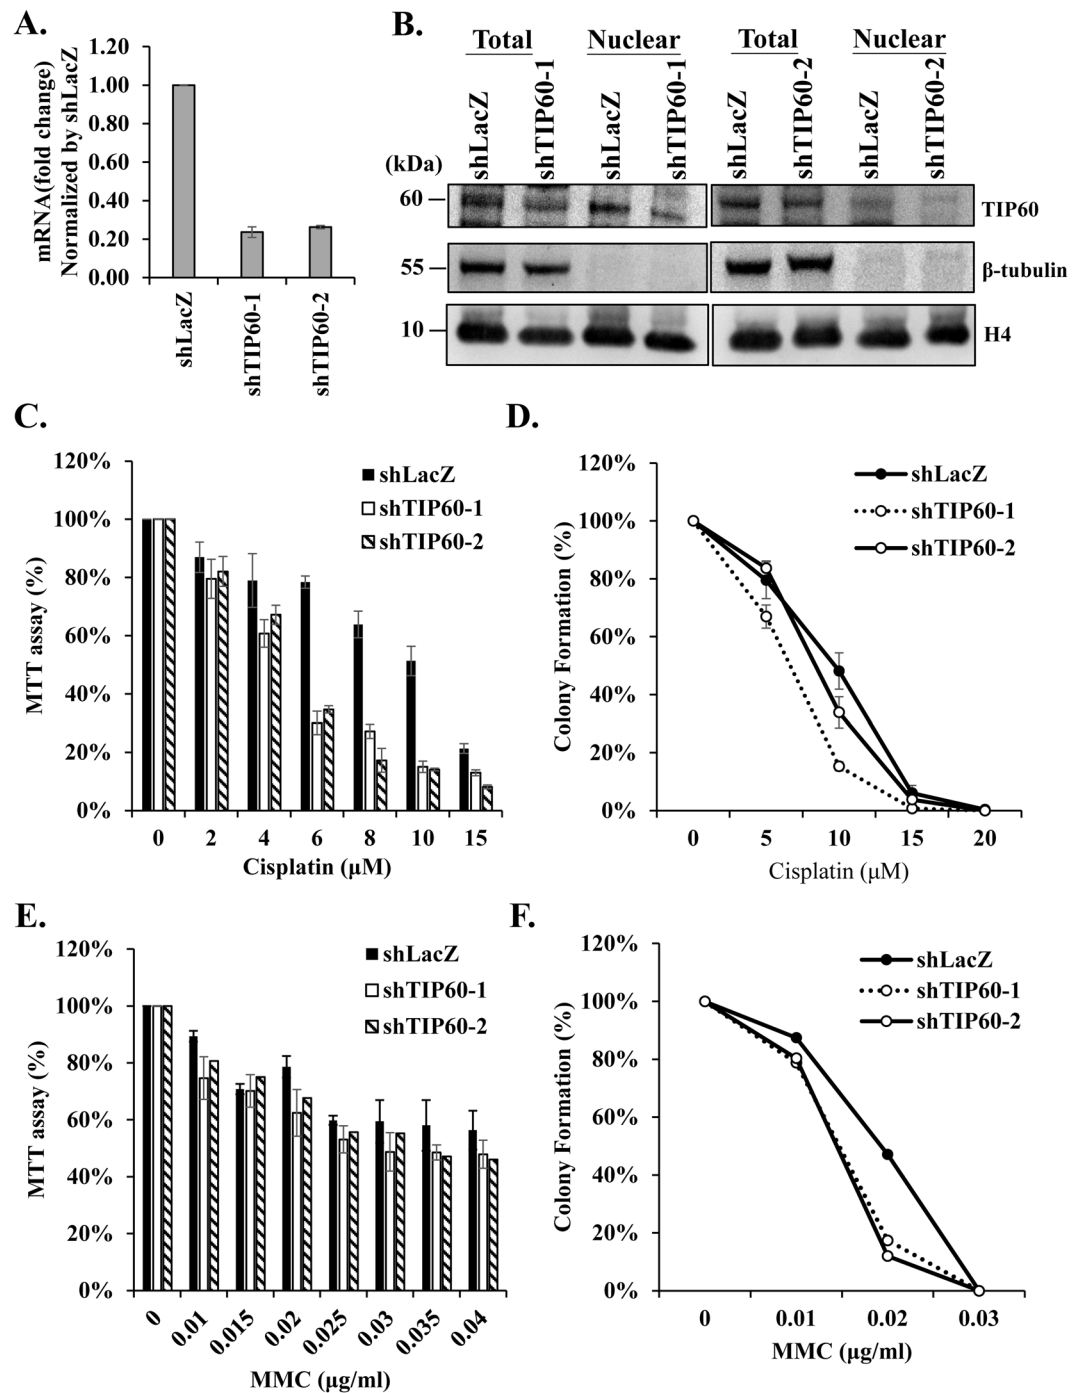 A.
mRNA(fold change)
Normalized by shLacZ
1.20
1.00
0.80
0.60
0.40
0.20
0.00
shLacZ
shTIP60-1
shTIP60-2
B.
Total
Nuclear
Total
Nuclear
shLacZ
shTIP60-1
shLacZ
shTIP60-1
shLacZ
shTIP60-2
shLacZ
shTIP60-2
(kDa)
60
TIP60
55
β-tubulin
10
H4
C.
MTT assay (%)
120%
100%
80%
60%
40%
20%
0%
shLacZ
shTIP60-1
shTIP60-2
0 2 4 6 8 10 15
Cisplatin (μM)
D.
Colony Formation (%)
120%
100%
80%
60%
40%
20%
0%
shLacZ
shTIP60-1
shTIP60-2
0 5 10 15 20
Cisplatin (μM)
E.
MTT assay (%)
120%
100%
80%
60%
40%
20%
0%
shLacZ
shTIP60-1
shTIP60-2
0 0.01 0.015 0.02 0.025 0.03 0.035 0.04
MMC (μg/ml)
F.
Colony Formation (%)
120%
100%
80%
60%
40%
20%
0%
shLacZ
shTIP60-1
shTIP60-2
0 0.01 0.02 0.03
MMC (μg/ml)